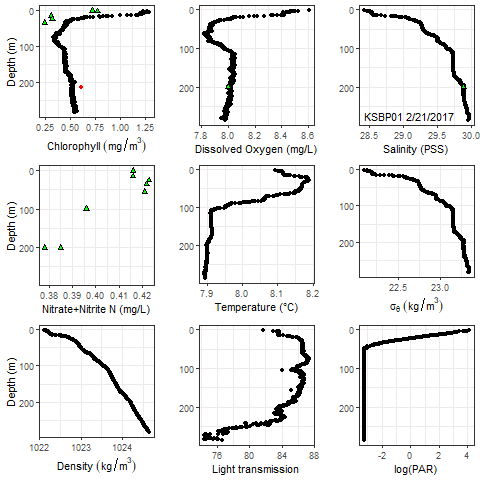 Depth (m)
0
100
200
0.25 0.50 0.75 1.00 1.25
Chlorophyll (mg/m³)
0
100
200
7.8 8.0 8.2 8.4 8.6
Dissolved Oxygen (mg/L)
0
100
200
KSBP01 2/21/2017
28.5 29.0 29.5 30.0
Salinity (PSS)
Depth (m)
0
100
200
0.38 0.39 0.40 0.41 0.42
Nitrate+Nitrite N (mg/L)
0
100
200
7.9 8.0 8.1 8.2
Temperature (°C)
0
100
200
22.5 23.0
σθ (kg/m³)
Depth (m)
0
100
200
1022 1023 1024
Density (kg/m³)
0
100
200
76 80 84 88
Light transmission
0
100
200
-2 0 2 4
log(PAR)